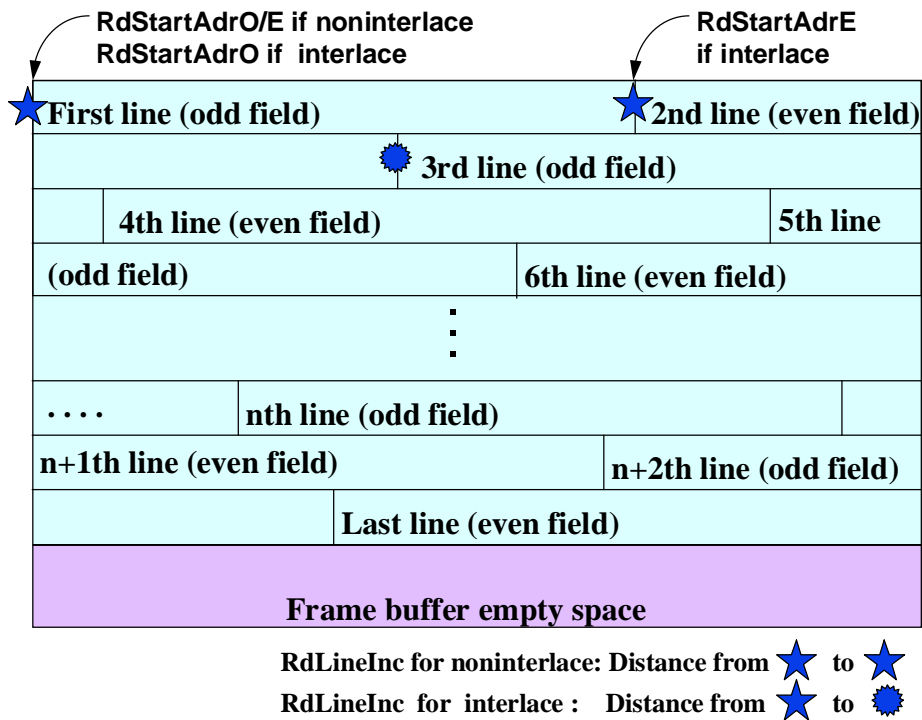 RdStartAdrO/E if noninterlace
RdStartAdrO if interlace
RdStartAdrE
if interlace
First line (odd field)
2nd line (even field)
3rd line (odd field)
4th line (even field)
5th line
(odd field)
6th line (even field)
. . . .
nth line (odd field)
n+1th line (even field)
n+2th line (odd field)
Last line (even field)
Frame buffer empty space
RdLineInc for noninterlace: Distance from to
RdLineInc for interlace : Distance from to